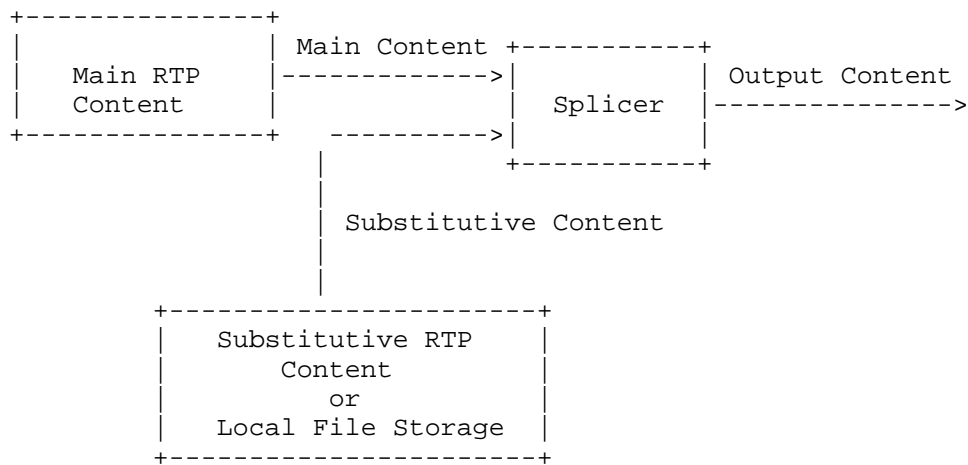 Main Content
Main RTP
Content
Output Content
Splicer
Substitutive Content
Substitutive RTP
Content
or
Local File Storage